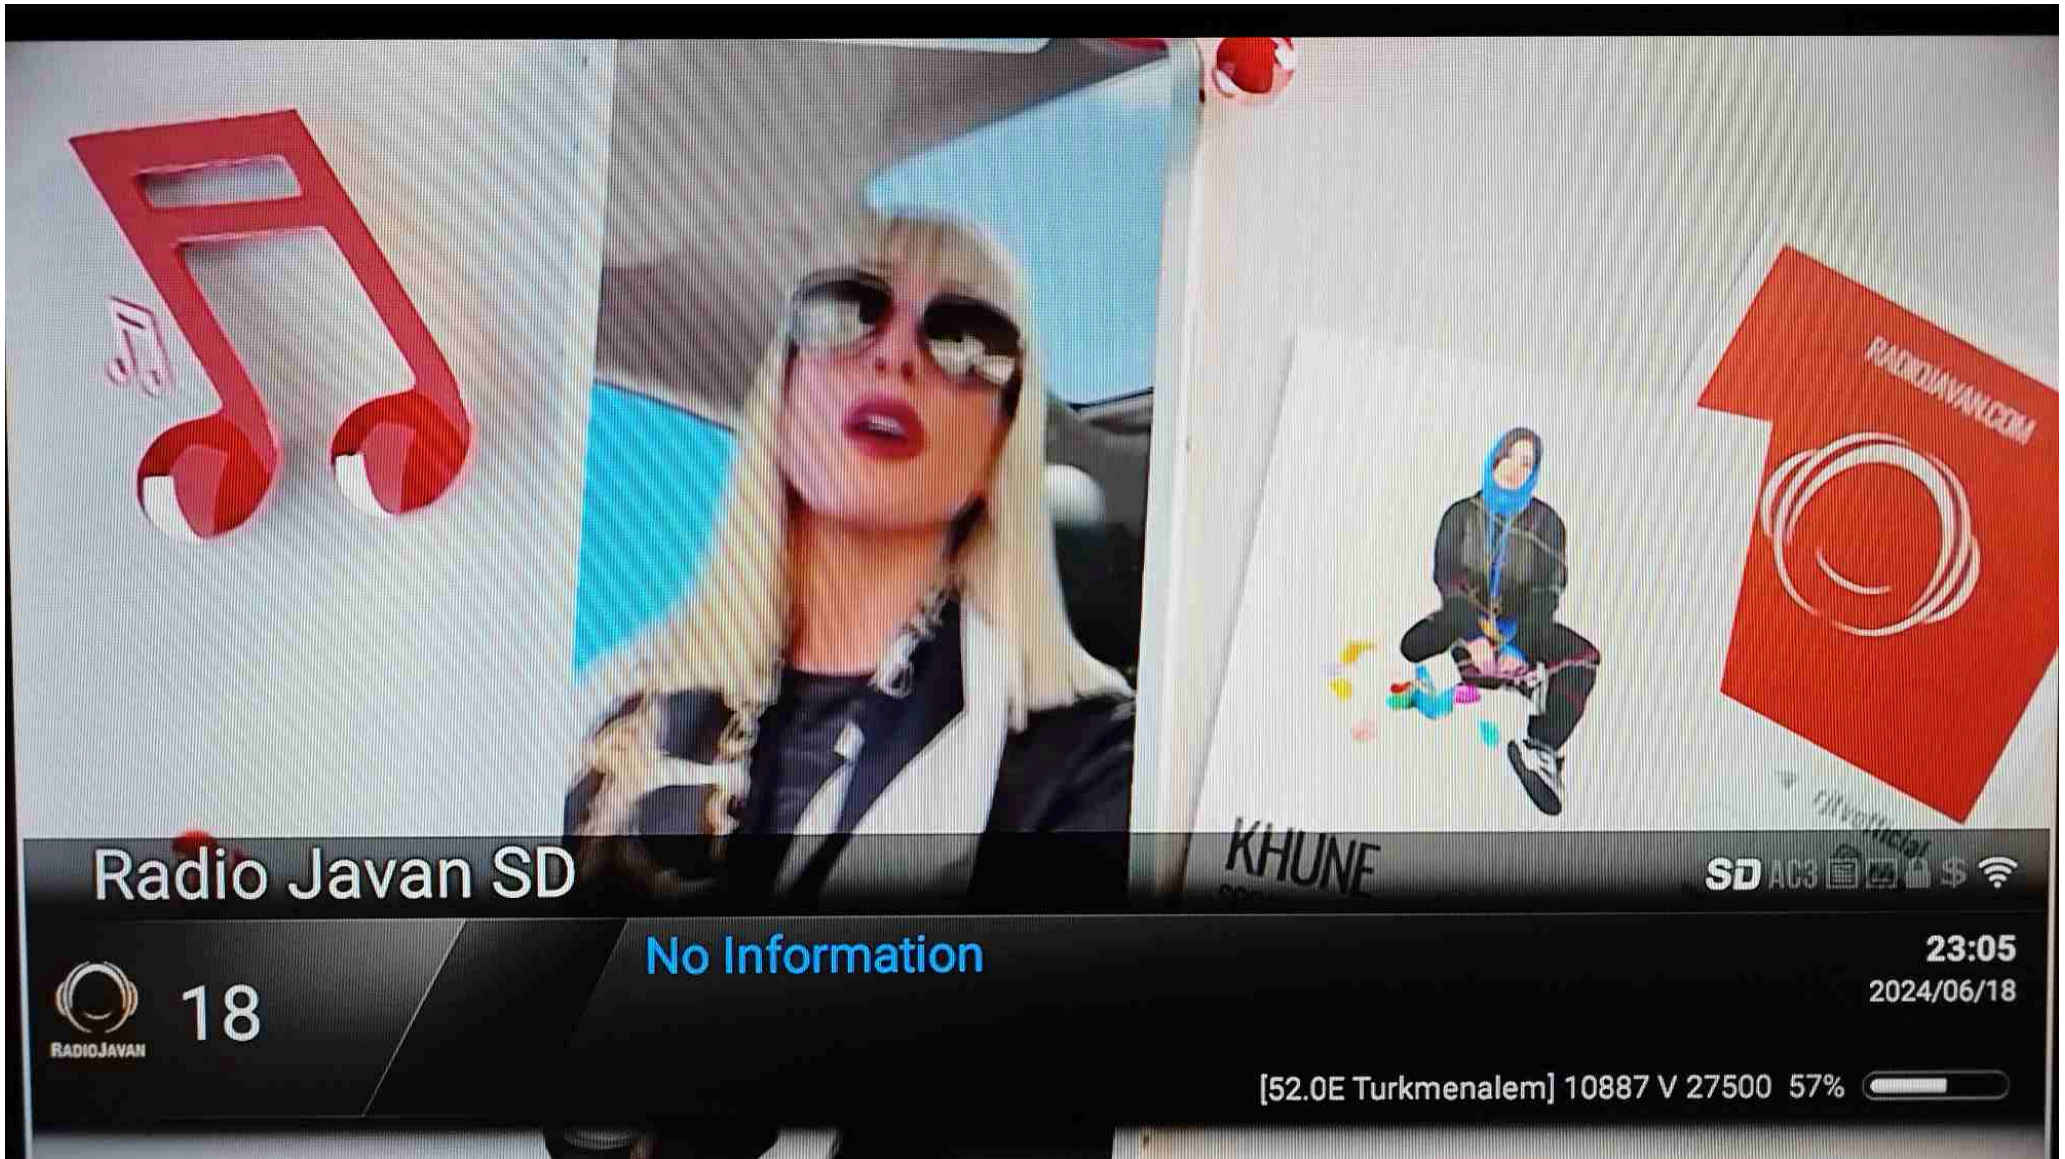 RADIOJAVAN.COM
rjtvofficial
KHUNE
Radio Javan SD
SD AC3 $
No Information
23:05
2024/06/18
18
RADIOJAVAN
[52.0E Turkmenalem] 10887 V 27500 57%